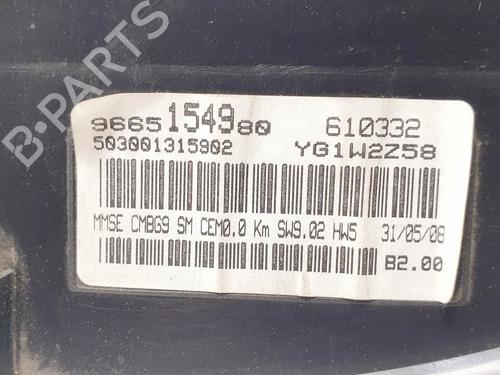 9665154980 610332
503001315902 YG1W2Z58
MMSE CMBG9 SM CEM0.0 Km SW9.02 HW5 31/05/08
B2.00
B-PARTS